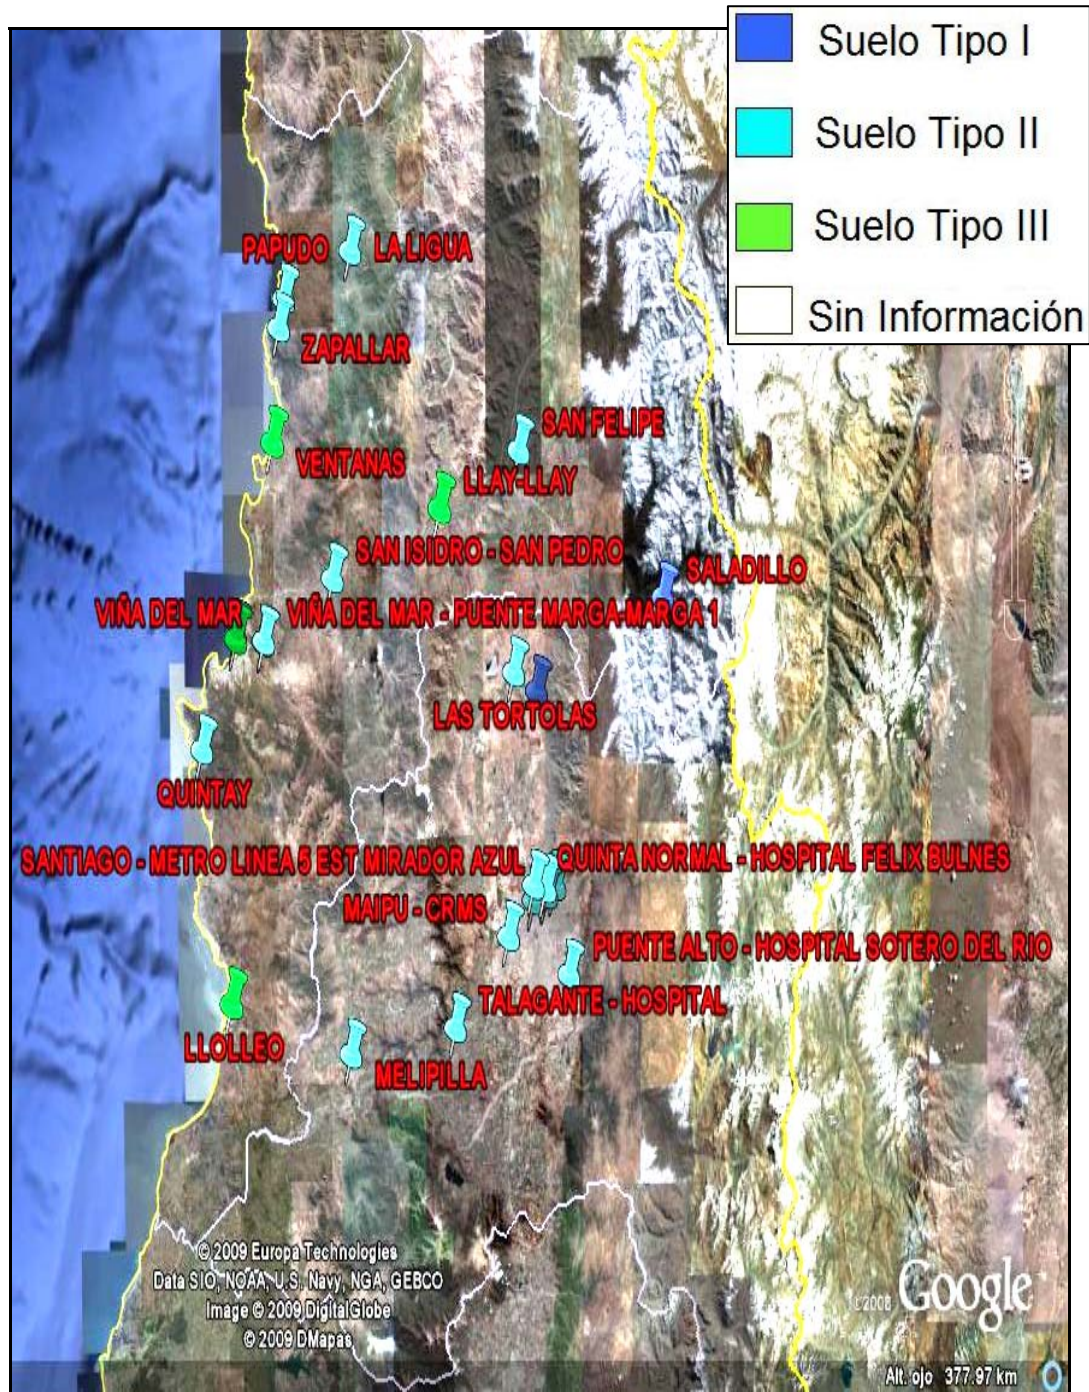 Suelo Tipo I
Suelo Tipo II
Suelo Tipo III
Sin Información
PAPUDO
LA LIGUA
ZAPALLAR
SAN FELIPE
VENTANAS
LLAY-LLAY
SAN ISIDRO - SAN PEDRO
SALADILLO
VIÑA DEL MAR
VIÑA DEL MAR - PUENTE MARGA-MARGA 1
LAS TORTOLAS
QUINTAY
SANTIAGO - METRO LINEA 5 EST MIRADOR AZUL
QUINTA NORMAL - HOSPITAL FELIX BULNES
MAIPU - CRMS
PUENTE ALTO - HOSPITAL SOTERO DEL RIO
TALAGANTE - HOSPITAL
LLOLLEO
MELIPILLA
© 2009 Europa Technologies
Data SIO, NOAA, U.S. Navy, NGA, GEBCO
Image © 2009 DigitalGlobe
© 2009 DMapas
©2008 Google
Alt. ojo 377.97 km